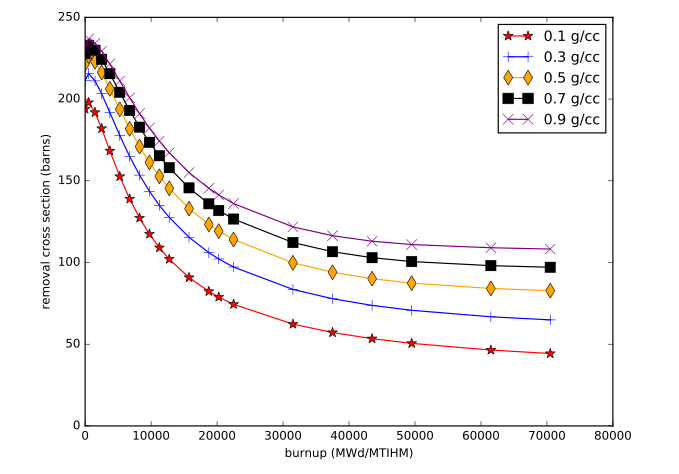 250
200
150
100
50
0
removal cross section (barns)
0.1 g/cc
0.3 g/cc
0.5 g/cc
0.7 g/cc
0.9 g/cc
0 10000 20000 30000 40000 50000 60000 70000 80000
burnup (MWd/MTIHM)